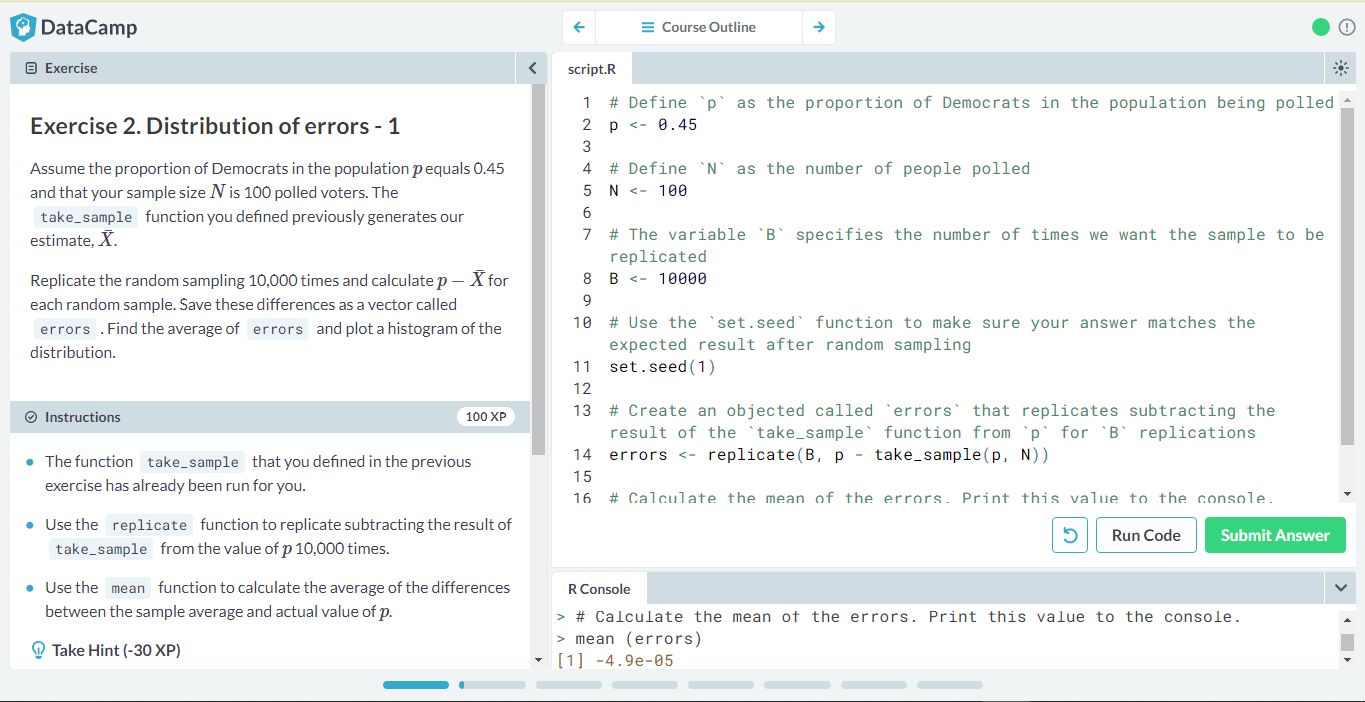 DataCamp
Course Outline
Exercise
Exercise 2. Distribution of errors - 1
Assume the proportion of Democrats in the population p equals 0.45
and that your sample size N is 100 polled voters. The
take_sample function you defined previously generates our
estimate, X̄.
Replicate the random sampling 10,000 times and calculate p − X̄ for
each random sample. Save these differences as a vector called
errors . Find the average of errors and plot a histogram of the
distribution.
Instructions
100 XP
The function take_sample that you defined in the previous
exercise has already been run for you.
Use the replicate function to replicate subtracting the result of
take_sample from the value of p 10,000 times.
Use the mean function to calculate the average of the differences
between the sample average and actual value of p.
Take Hint (-30 XP)
script.R
1 # Define `p` as the proportion of Democrats in the population being polled
2 p <- 0.45
3
4 # Define `N` as the number of people polled
5 N <- 100
6
7 # The variable `B` specifies the number of times we want the sample to be
replicated
8 B <- 10000
9
10 # Use the `set.seed` function to make sure your answer matches the
expected result after random sampling
11 set.seed(1)
12
13 # Create an objected called `errors` that replicates subtracting the
result of the `take_sample` function from `p` for `B` replications
14 errors <- replicate(B, p - take_sample(p, N))
15
16 # Calculate the mean of the errors. Print this value to the console.
Run Code
Submit Answer
R Console
> # Calculate the mean of the errors. Print this value to the console.
> mean (errors)
[1] -4.9e-05